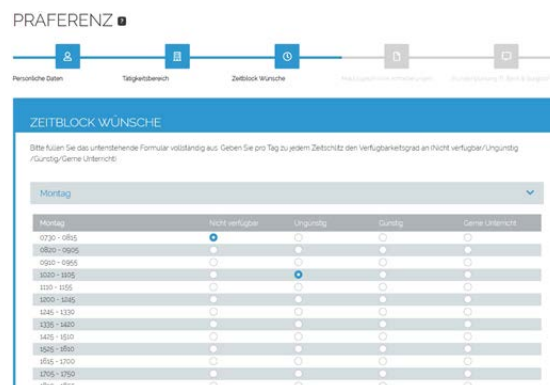 PRÄFERENZ ?
Persönliche Daten Tätigkeitsbereich Zeitblock Wünsche
ZEITBLOCK WÜNSCHE
Bitte füllen Sie das untenstehende Formular vollständig aus. Geben Sie pro Tag zu jedem Zeitschlitz den Verfügbarkeitsgrad an (Nicht verfügbar/Ungünstig
/Günstig/Gerne Unterricht)
Montag
Montag Nicht verfügbar Ungünstig Günstig Gerne Unterricht
0730 - 0815
0820 - 0905
0910 - 0955
1020 - 1105
1110 - 1155
1200 - 1245
1245 - 1330
1335 - 1420
1425 - 1510
1525 - 1610
1615 - 1700
1705 - 1750